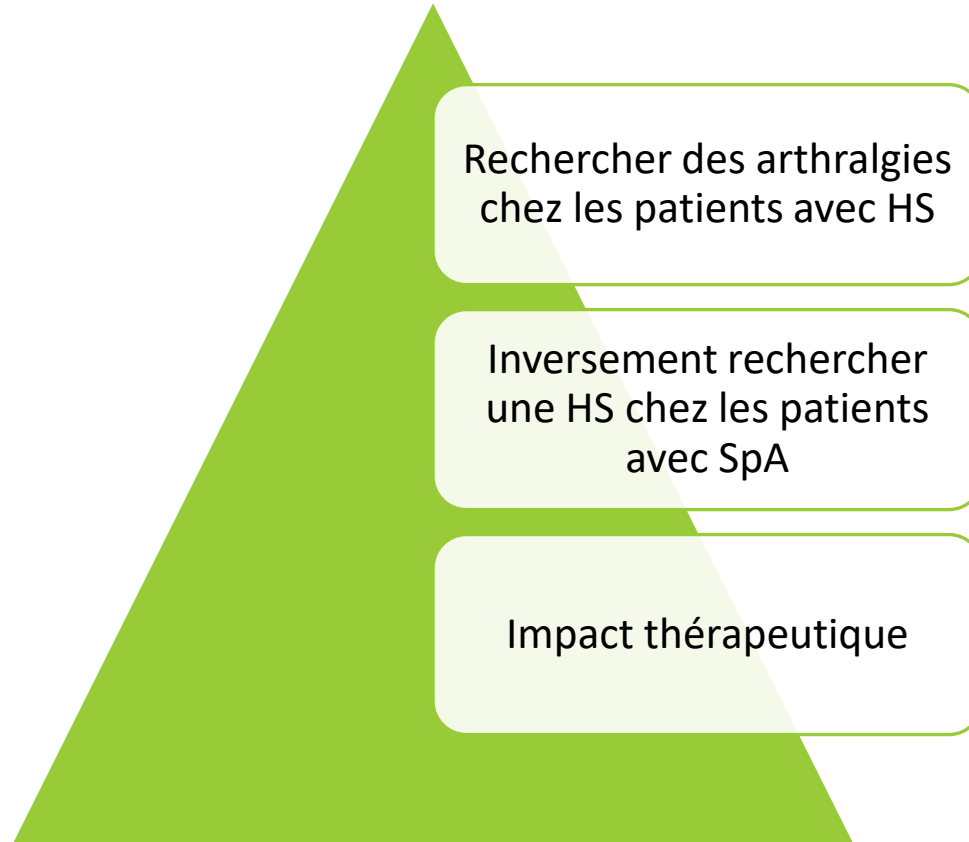 Rechercher des arthralgies
chez les patients avec HS
Inversement rechercher
une HS chez les patients
avec SpA
Impact thérapeutique